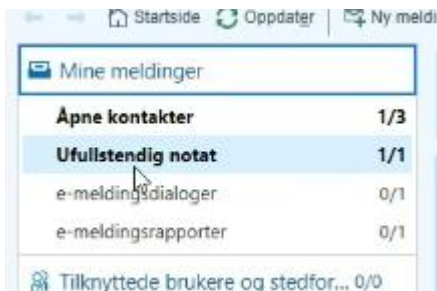 Startside Oppdater Ny meldi
Mine meldinger
Åpne kontakter 1/3
Ufullstendig notat 1/1
e-meldingsdialoger 0/1
e-meldingsrapporter 0/1
Tilknyttede brukere og stedfor... 0/0